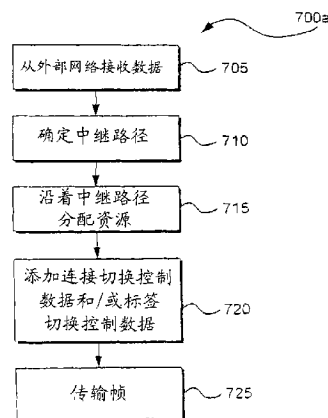 700a
从外部网络接收数据
705
确定中继路径
710
沿着中继路径
分配资源
715
添加连接切换控制
数据和/或标签
切换控制数据
720
传输帧
725